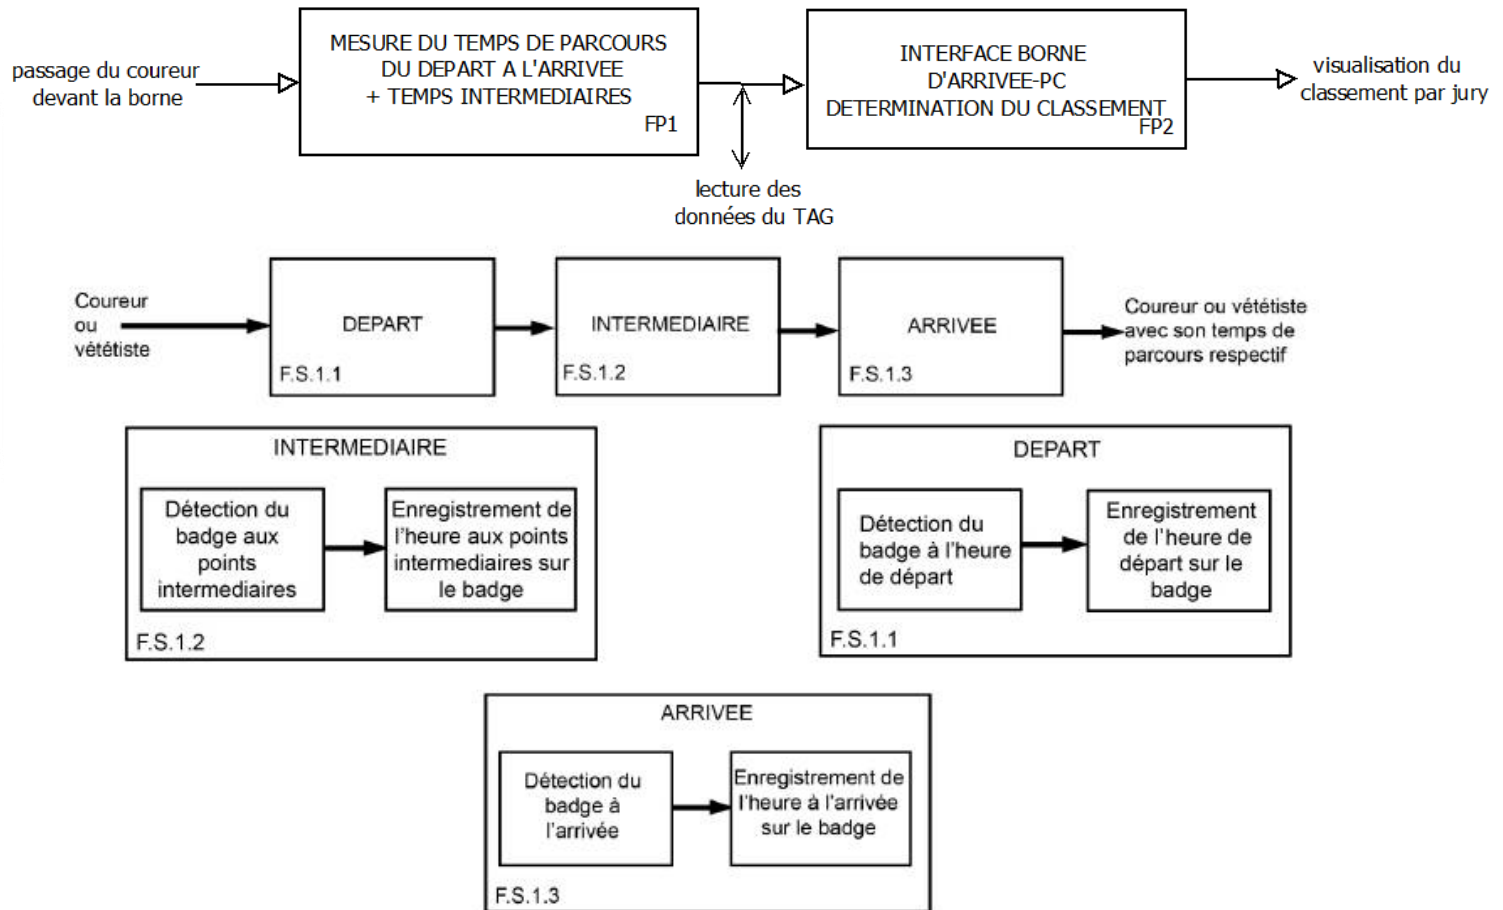 passage du coureur
devant la borne
MESURE DU TEMPS DE PARCOURS
DU DEPART A L'ARRIVEE
+ TEMPS INTERMEDIAIRES
FP1
INTERFACE BORNE
D'ARRIVEE-PC
DETERMINATION DU CLASSEMENT
FP2
visualisation du
classement par jury
lecture des
données du TAG
Coureur
ou
vététiste
DEPART
F.S.1.1
INTERMEDIAIRE
F.S.1.2
ARRIVEE
F.S.1.3
Coureur ou vététiste
avec son temps de
parcours respectif
INTERMEDIAIRE
Détection du
badge aux
points
intermediaires
Enregistrement de
l'heure aux points
intermediaires sur
le badge
F.S.1.2
DEPART
Détection du
badge à l'heure
de départ
Enregistrement
de l'heure de
départ sur le
badge
F.S.1.1
ARRIVEE
Détection du
badge à
l'arrivée
Enregistrement de
l'heure à l'arrivée
sur le badge
F.S.1.3